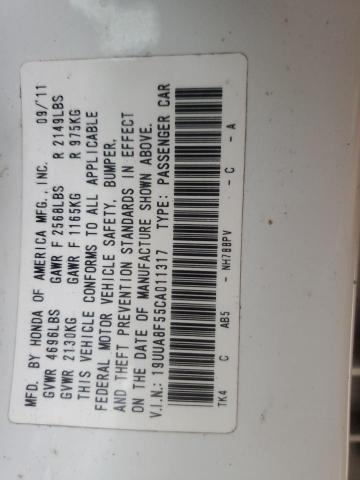 MFD. BY HONDA OF AMERICA MFG., INC. 09/'11
GVWR 4696LBS GAWR F 2568LBS R 2149LBS
GVWR 2130KG GAWR F 1165KG R 975KG
THIS VEHICLE CONFORMS TO ALL APPLICABLE
FEDERAL MOTOR VEHICLE SAFETY, BUMPER,
AND THEFT PREVENTION STANDARDS IN EFFECT
ON THE DATE OF MANUFACTURE SHOWN ABOVE.
V.I.N.: 19UUA8F55CA011317 TYPE: PASSENGER CAR
TK4 C AB5 - NH788PV - C - A